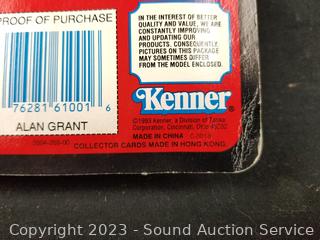 PROOF OF PURCHASE
76281 61001 6
ALAN GRANT
IN THE INTEREST OF BETTER
QUALITY AND VALUE, WE ARE
CONSTANTLY IMPROVING
AND UPDATING OUR
PRODUCTS. CONSEQUENTLY,
PICTURES ON THIS PACKAGE
MAY SOMETIMES DIFFER
FROM THE MODEL ENCLOSED.
Kenner
©1993 Kenner, a Division of Tonka
Corporation, Cincinnati, Ohio 45202
MADE IN CHINA
COLLECTOR CARDS MADE IN HONG KONG.
Copyright 2023 - Sound Auction Service